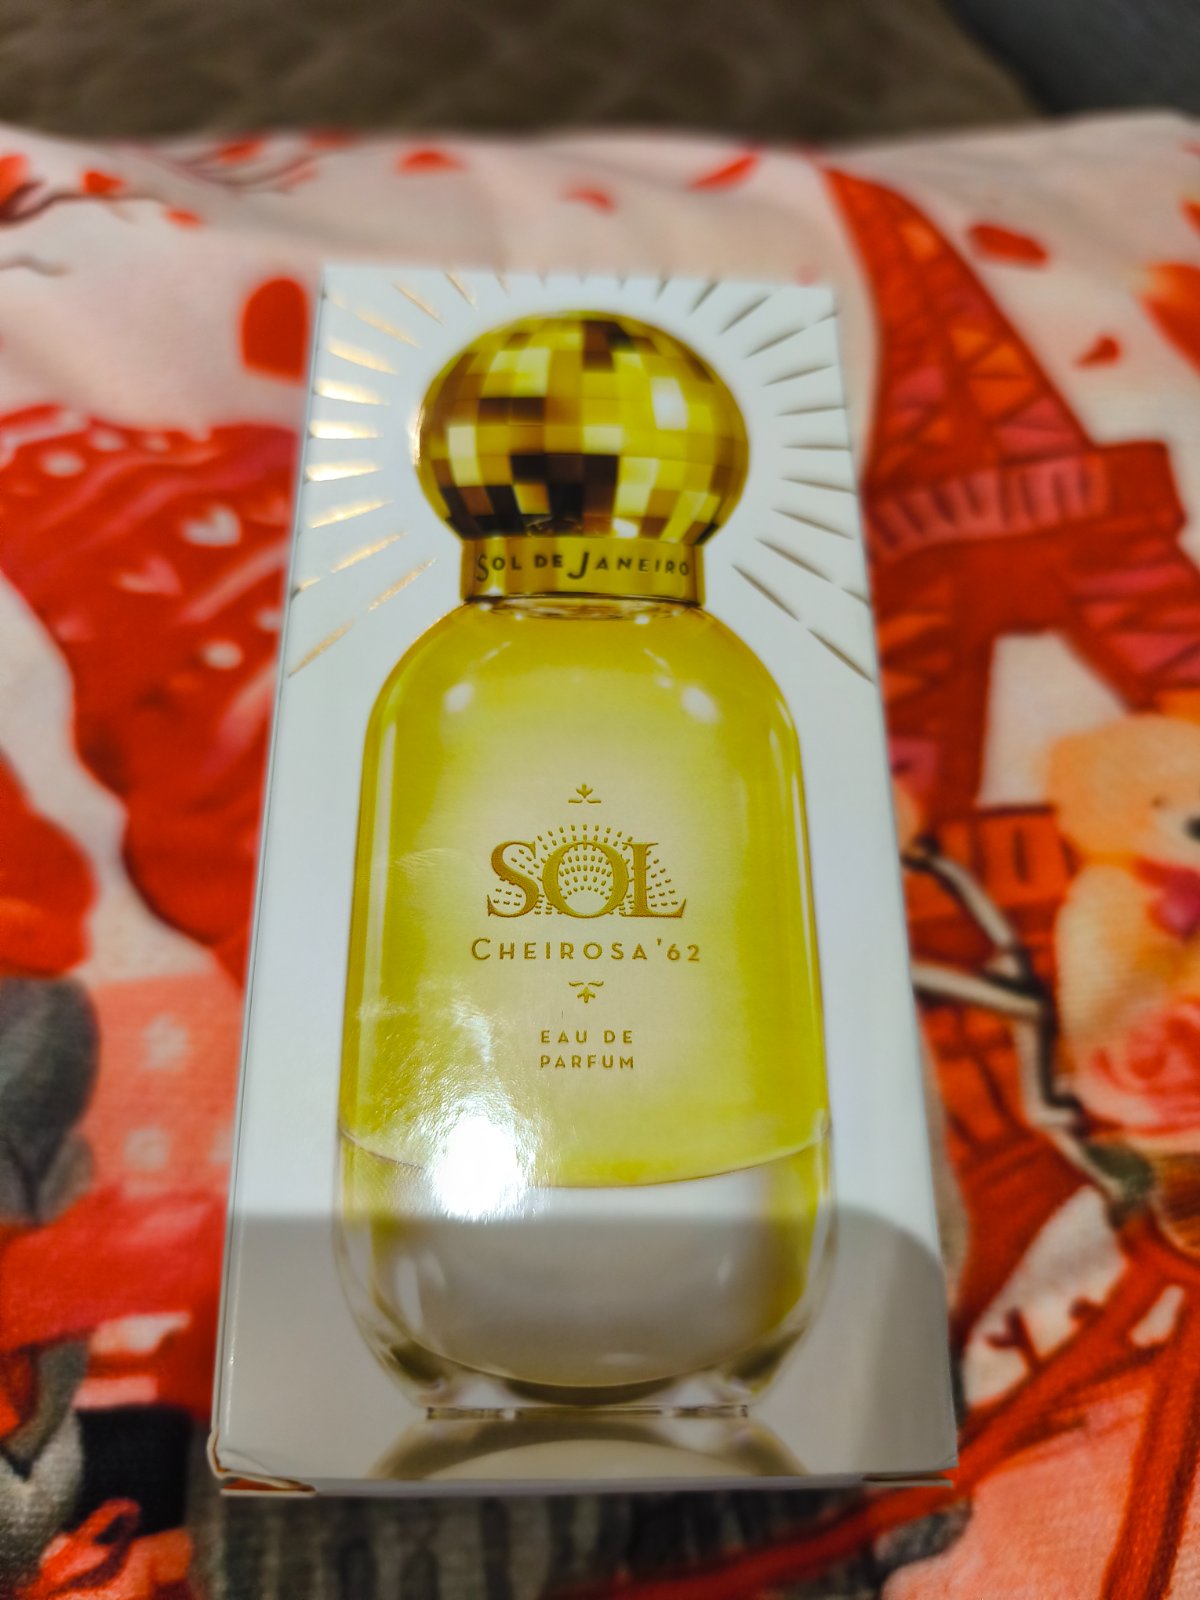 SOL DE JANEIRO
SOL
CHEIROSA '62
EAU DE
PARFUM